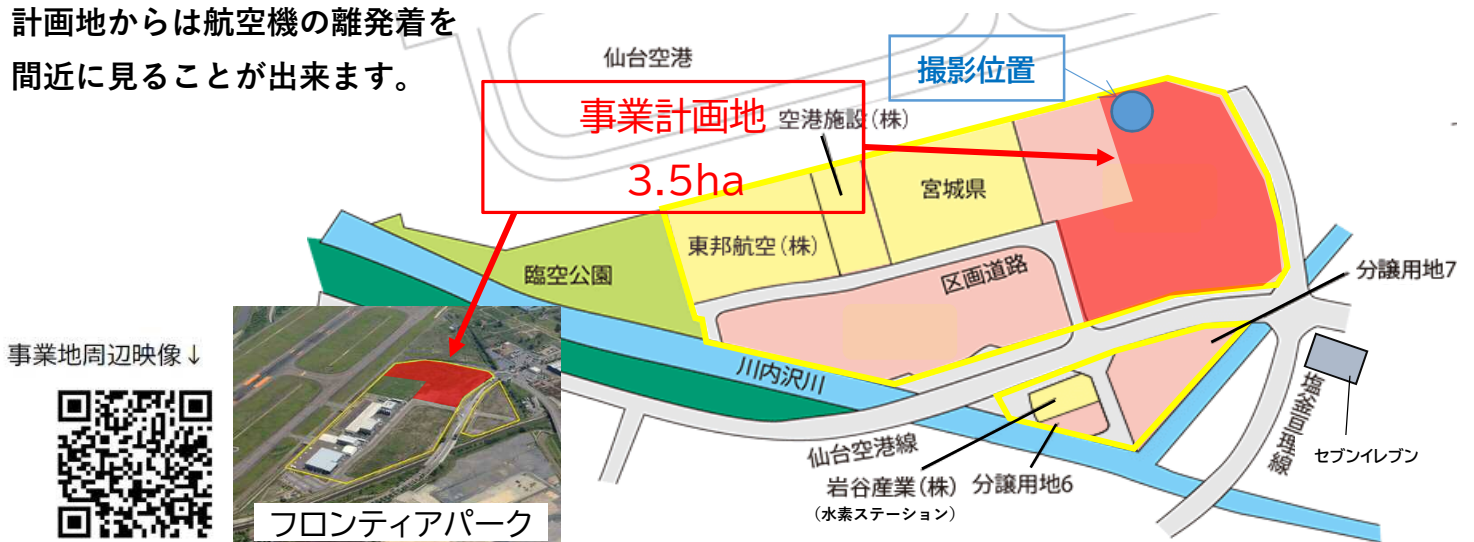 計画地からは航空機の離発着を
間近に見ることが出来ます。
仙台空港
撮影位置
事業計画地
3.5ha
空港施設(株)
宮城県
東邦航空(株)
臨空公園
区画道路
分譲用地7
事業地周辺映像↓
川内沢川
塩釜亘理線
セブンイレブン
仙台空港線
岩谷産業(株)
(水素ステーション)
分譲用地6
フロンティアパーク